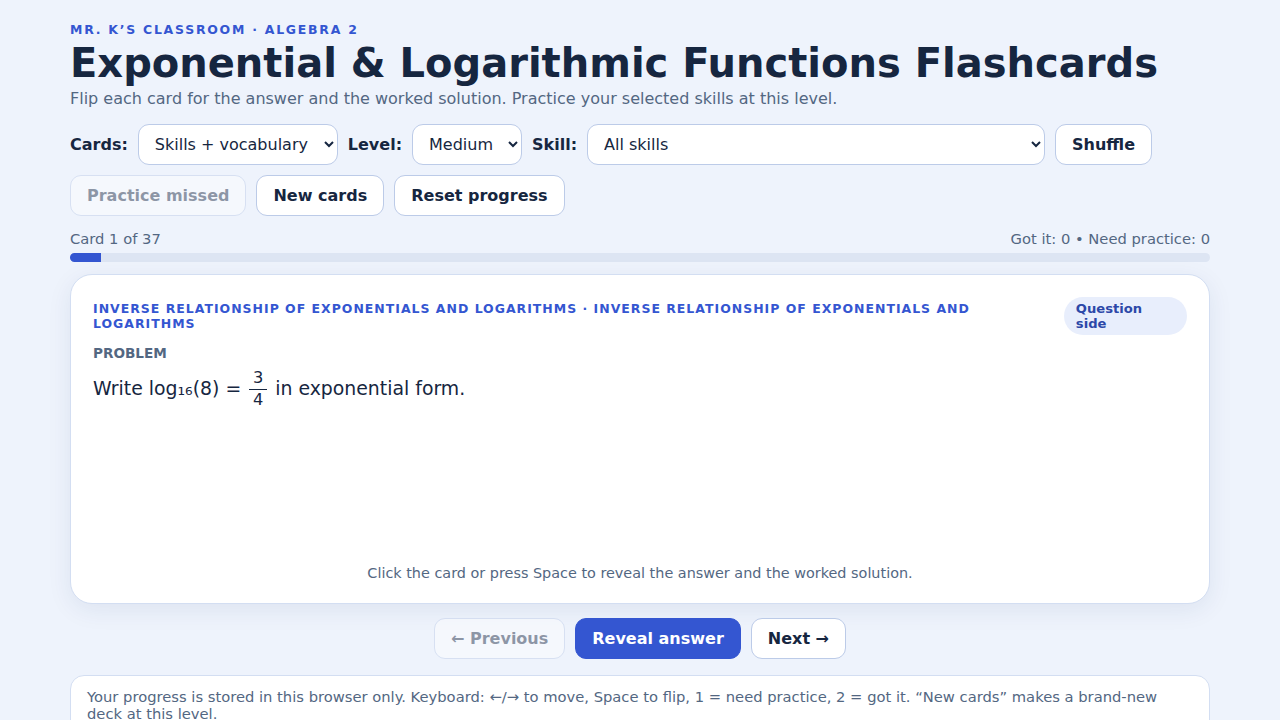 MR. K’S CLASSROOM · ALGEBRA 2
Exponential & Logarithmic Functions Flashcards
Flip each card for the answer and the worked solution. Practice your selected skills at this level.
Cards: Skills + vocabulary Level: Medium Skill: All skills Shuffle
Practice missed New cards Reset progress
Card 1 of 37 Got it: 0 • Need practice: 0
INVERSE RELATIONSHIP OF EXPONENTIALS AND LOGARITHMS · INVERSE RELATIONSHIP OF EXPONENTIALS AND
LOGARITHMS
Question
side
PROBLEM
Write log₁₆(8) = 3/4 in exponential form.
Click the card or press Space to reveal the answer and the worked solution.
← Previous Reveal answer Next →
Your progress is stored in this browser only. Keyboard: ←/→ to move, Space to flip, 1 = need practice, 2 = got it. “New cards” makes a brand-new
deck at this level.